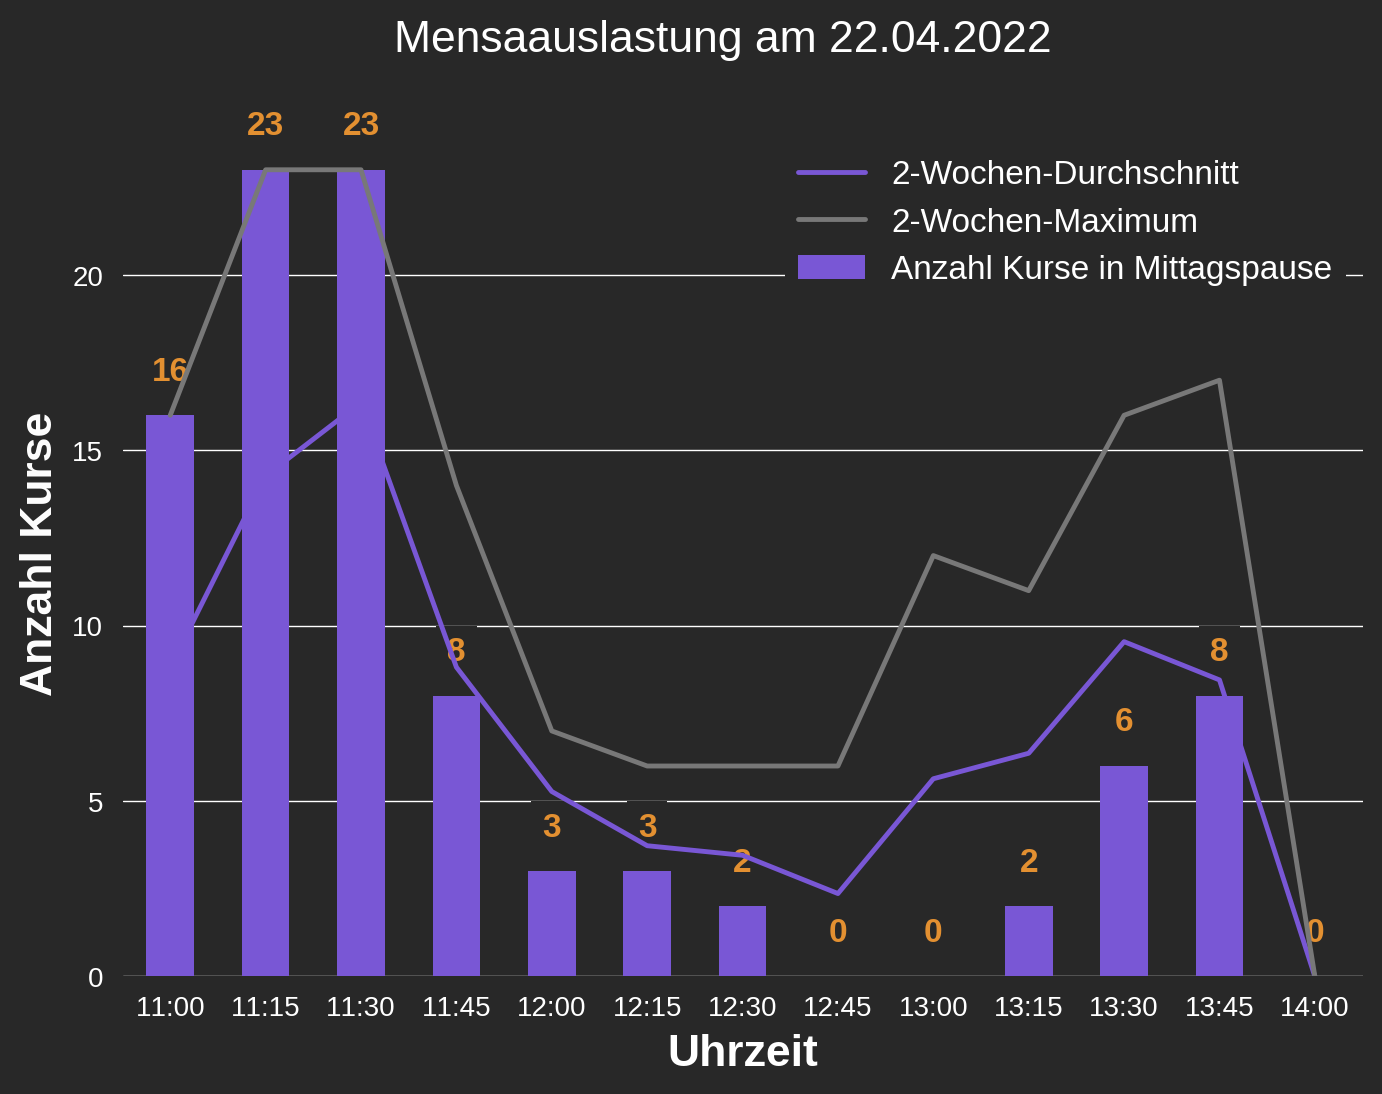 Mensaauslastung am 22.04.2022
23 23
2-Wochen-Durchschnitt
2-Wochen-Maximum
Anzahl Kurse in Mittagspause
20
16
15
10
8 8
6
5
3 3
2 2
0 0 0
0
Anzahl Kurse
11:00 11:15 11:30 11:45 12:00 12:15 12:30 12:45 13:00 13:15 13:30 13:45 14:00
Uhrzeit